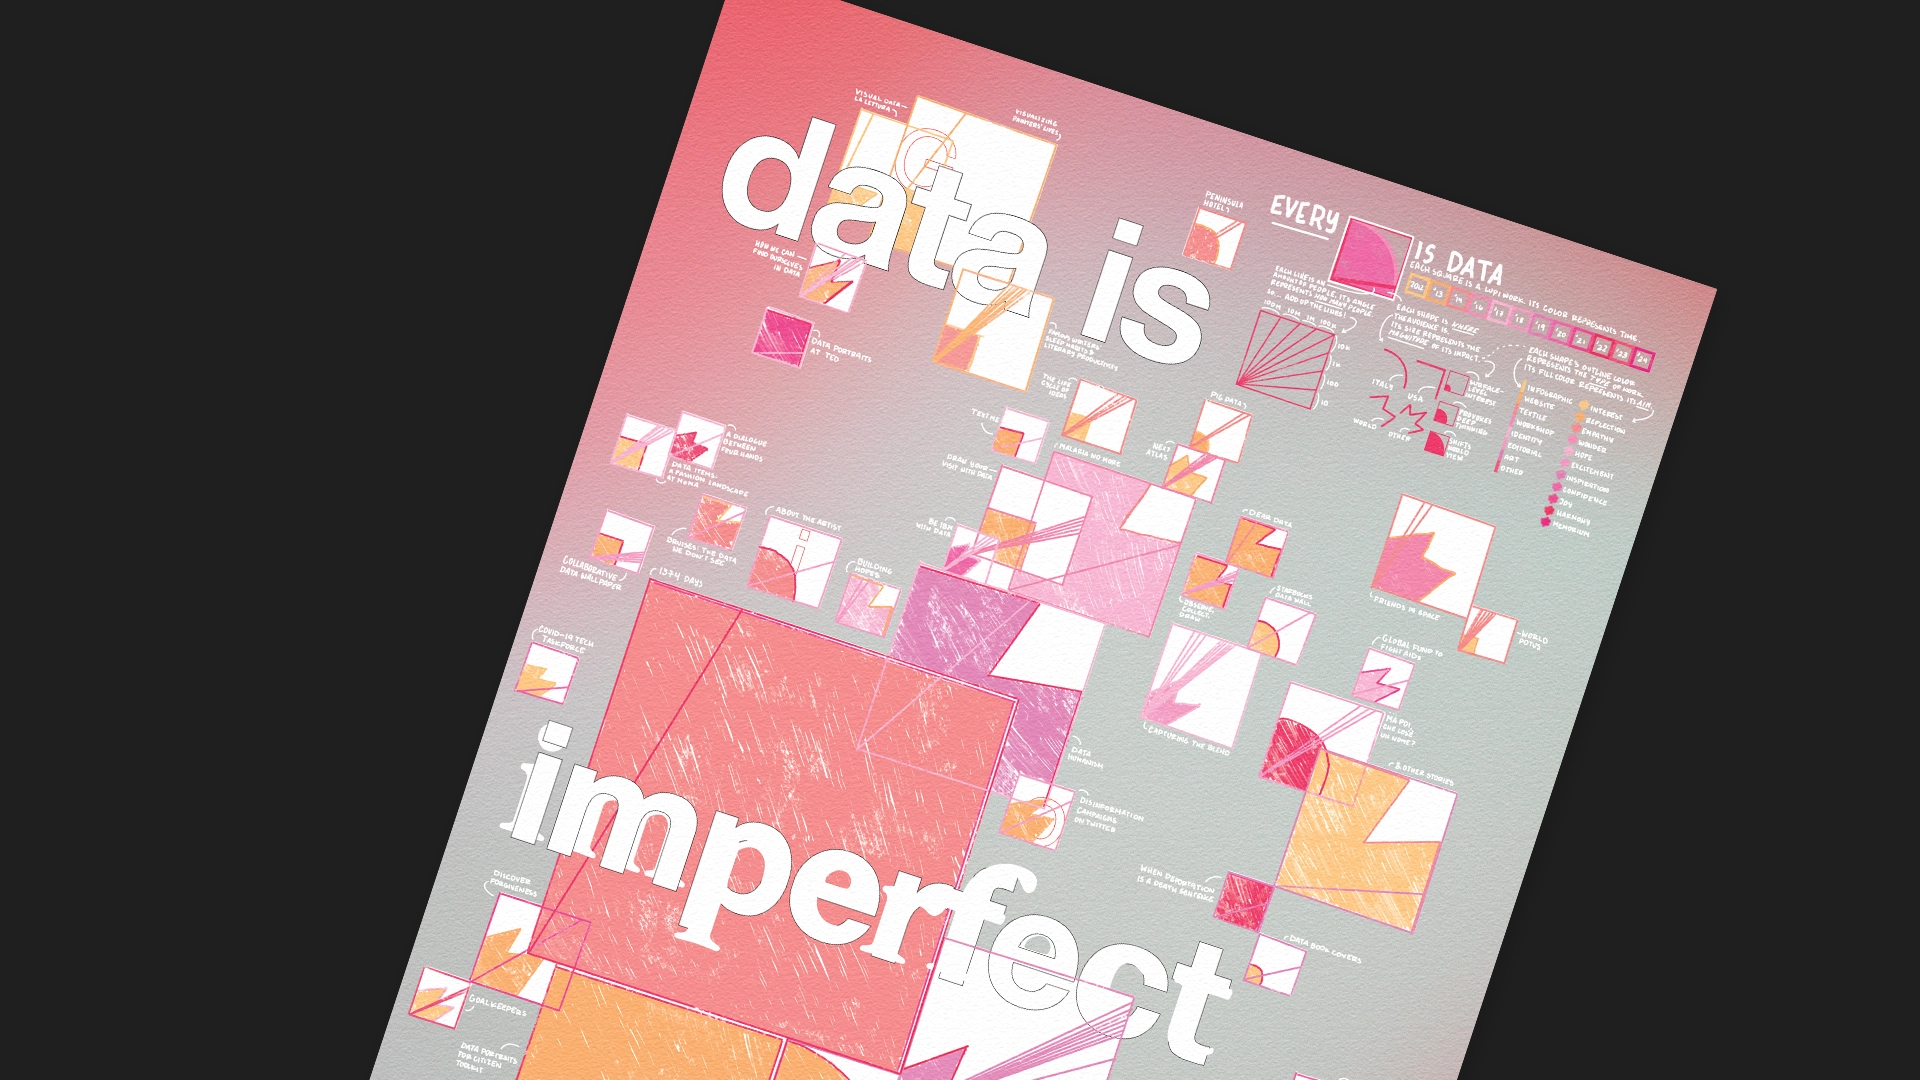 VISUAL DATA
LA LETTURA
VISUALIZING
PAINTERS' LIVES
data is
PENINSULA
HOTEL
EVERY
IS DATA
EACH SQUARE IS A LUPI WORK. ITS COLOR REPRESENTS TIME.
2012 '13 '14 '16 '17 '18 '19 '20 '21 '22 '23 '24
HOW WE CAN
FIND OURSELVES
IN DATA
EACH LINE IS AN
AMOUNT OF PEOPLE. ITS ANGLE
REPRESENTS HOW MANY PEOPLE.
SO... ADD UP THE LINES!
100M 10M 1M 100K
10K
1K
100
10
EACH SHAPE IS WHERE
THE AUDIENCE IS.
ITS SIZE REPRESENTS THE
MAGNITUDE OF ITS IMPACT.
ITALY
USA
WORLD
OTHER
SURFACE-
LEVEL
INTEREST
PROVOKES
DEEP
THINKING
SHIFTS
WORLD
VIEW
EACH SHAPE'S OUTLINE COLOR
REPRESENTS THE TYPE OF WORK.
ITS FILL COLOR REPRESENTS ITS AIM.
INFOGRAPHIC
WEBSITE
TEXTILE
WORKSHOP
IDENTITY
EDITORIAL
ART
OTHER
INTEREST
REFLECTION
EMPATHY
WONDER
HOPE
EXCITEMENT
INSPIRATION
CONFIDENCE
JOY
HARMONY
MEMORIUM
DATA PORTRAITS
AT TED
FAMOUS WRITERS'
SLEEP HABITS &
LITERARY PRODUCTIVITY
THE LIFE
CYCLE OF
IDEAS
TEXT ME
PIG DATA
MALARIA NO MORE
NEXT
ATLAS
A DIALOGUE
BETWEEN
FOUR HANDS
DATA ITEMS:
A FASHION LANDSCAPE
AT MOMA
DRAW YOUR
VISIT WITH DATA
BRUISES: THE DATA
WE DON'T SEE
ABOUT THE ARTIST
BE IBM
WITH DATA
DEAR DATA
COLLABORATIVE
DATA WALLPAPER
1374 DAYS
BUILDING
HOPES
OBSERVE,
COLLECT,
DRAW
STARBUCKS
DATA WALL
FRIENDS IN SPACE
WORLD
POTUS
COVID-19 TECH
TASKFORCE
GLOBAL FUND TO
FIGHT AIDS
CAPTURING THE BLEND
MA POI,
CHE COS'È
UN NOME?
DATA
HUMANISM
& OTHER STORIES
imperfect
DISINFORMATION
CAMPAIGNS
ON TWITTER
WHEN DEPORTATION
IS A DEATH SENTENCE
DISCOVER
FORGIVENESS
DATA BOOK COVERS
GOALKEEPERS
DATA PORTRAITS
FOR CITIZEN
TOOLKIT